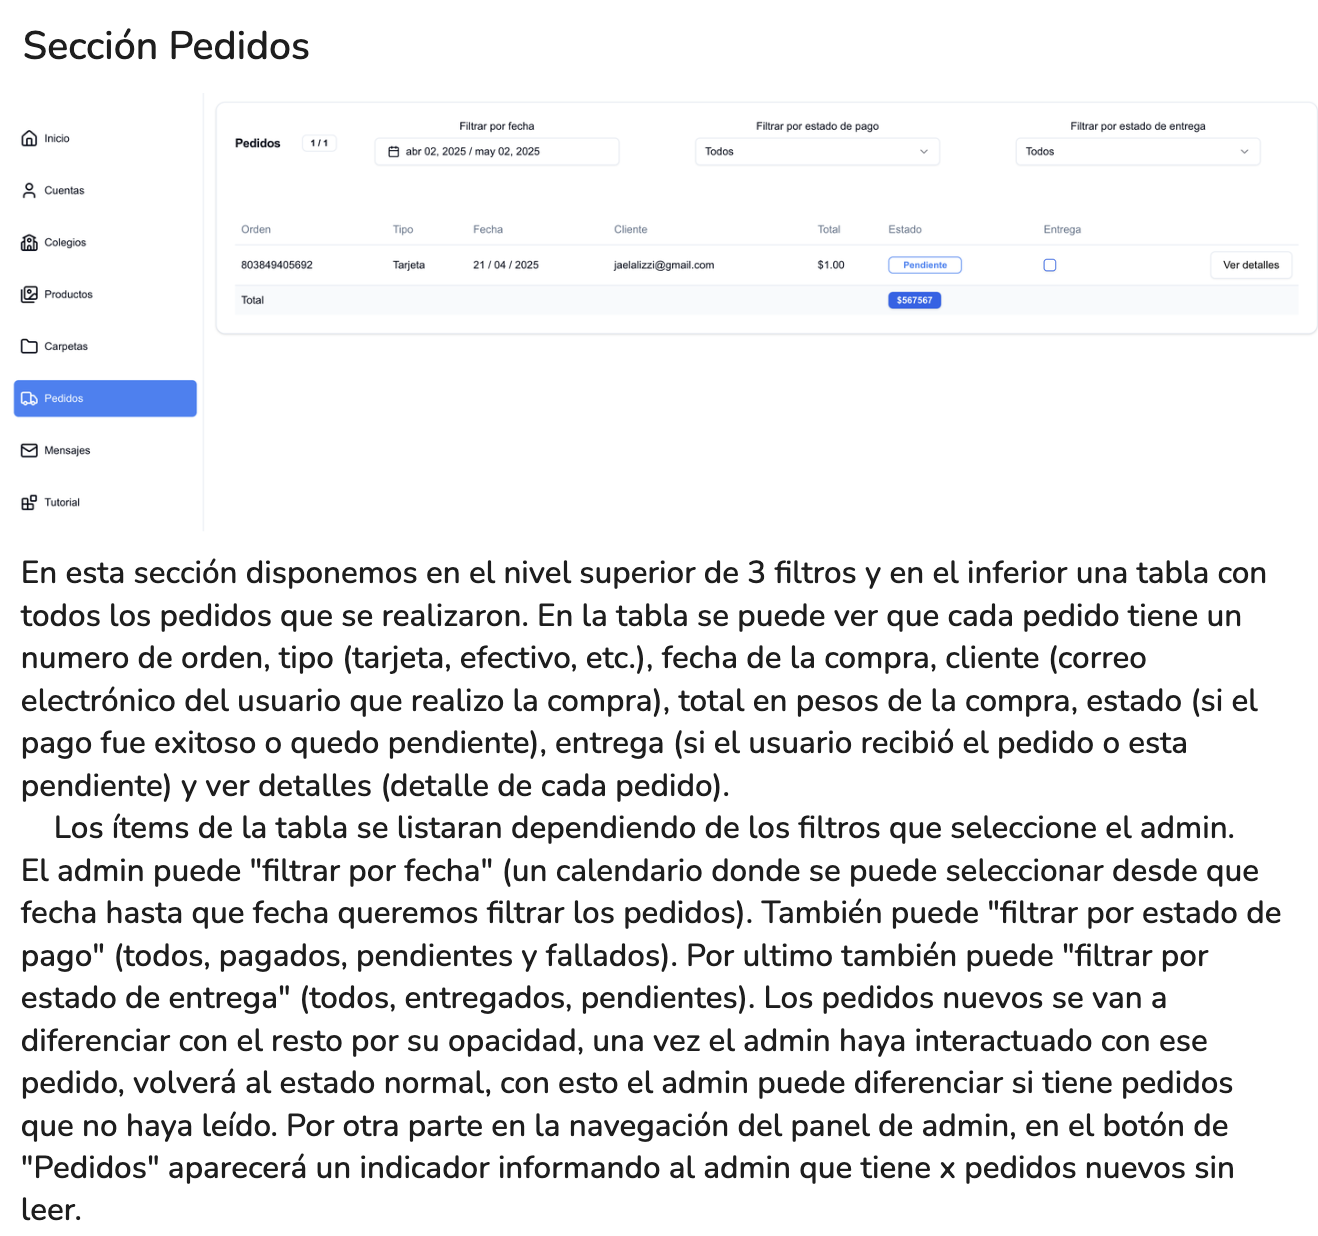 Sección Pedidos
Inicio
Cuentas
Colegios
Productos
Carpetas
Pedidos
Mensajes
Tutorial
Pedidos 1 / 1
Filtrar por fecha
abr 02, 2025 / may 02, 2025
Filtrar por estado de pago
Todos
Filtrar por estado de entrega
Todos
Orden Tipo Fecha Cliente Total Estado Entrega
803849405692 Tarjeta 21 / 04 / 2025 jaelalizzi@gmail.com $1.00 Pendiente Ver detalles
Total $567567
En esta sección disponemos en el nivel superior de 3 filtros y en el inferior una tabla con
todos los pedidos que se realizaron. En la tabla se puede ver que cada pedido tiene un
numero de orden, tipo (tarjeta, efectivo, etc.), fecha de la compra, cliente (correo
electrónico del usuario que realizo la compra), total en pesos de la compra, estado (si el
pago fue exitoso o quedo pendiente), entrega (si el usuario recibió el pedido o esta
pendiente) y ver detalles (detalle de cada pedido).
Los ítems de la tabla se listaran dependiendo de los filtros que seleccione el admin.
El admin puede "filtrar por fecha" (un calendario donde se puede seleccionar desde que
fecha hasta que fecha queremos filtrar los pedidos). También puede "filtrar por estado de
pago" (todos, pagados, pendientes y fallados). Por ultimo también puede "filtrar por
estado de entrega" (todos, entregados, pendientes). Los pedidos nuevos se van a
diferenciar con el resto por su opacidad, una vez el admin haya interactuado con ese
pedido, volverá al estado normal, con esto el admin puede diferenciar si tiene pedidos
que no haya leído. Por otra parte en la navegación del panel de admin, en el botón de
"Pedidos" aparecerá un indicador informando al admin que tiene x pedidos nuevos sin
leer.